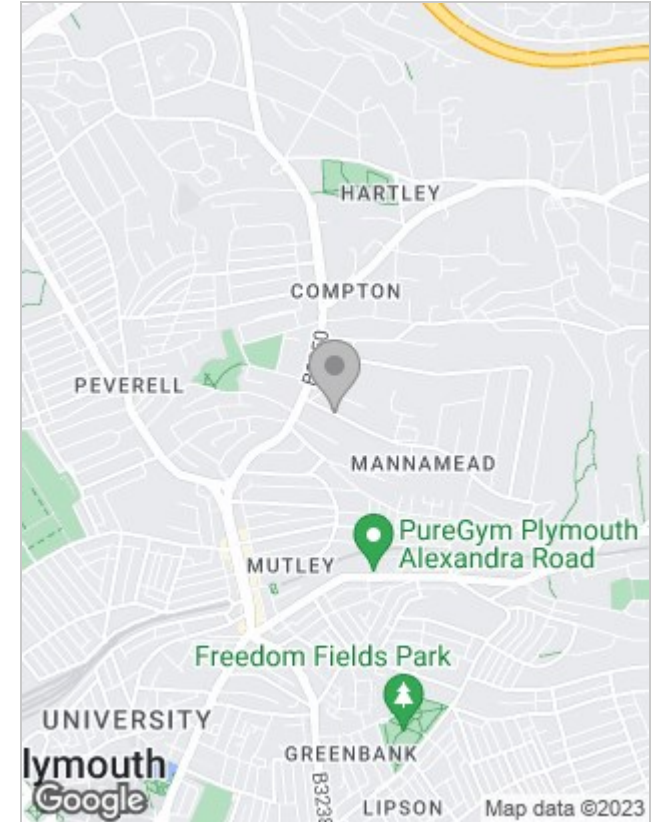 HARTLEY
COMPTON
PEVERELL
MANNAMEAD
PureGym Plymouth
Alexandra Road
MUTLEY
Freedom Fields Park
UNIVERSITY
GREENBANK
lymouth
B3238
LIPSON
Google
Map data ©2023